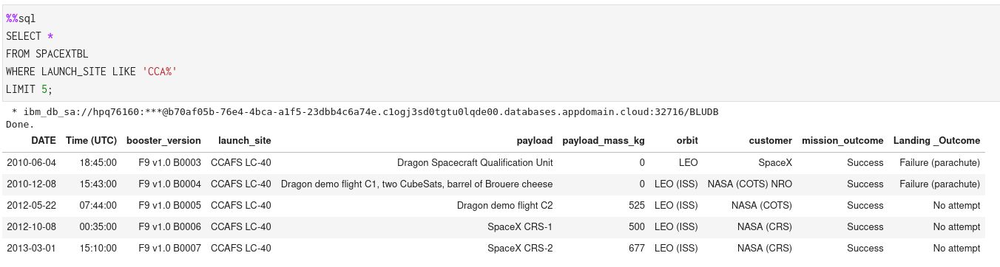 %%sql
SELECT *
FROM SPACEXTBL
WHERE LAUNCH_SITE LIKE 'CCA%'
LIMIT 5;
* ibm_db_sa://hpq76160:***@b70af05b-76e4-4bca-a1f5-23dbb4c6a74e.c1ogj3sd0tgtu0lqde00.databases.appdomain.cloud:32716/BLUDB
Done.
DATE Time (UTC) booster_version launch_site payload payload_mass_kg orbit customer mission_outcome Landing _Outcome
2010-06-04 18:45:00 F9 v1.0 B0003 CCAFS LC-40 Dragon Spacecraft Qualification Unit 0 LEO SpaceX Success Failure (parachute)
2010-12-08 15:43:00 F9 v1.0 B0004 CCAFS LC-40 Dragon demo flight C1, two CubeSats, barrel of Brouere cheese 0 LEO (ISS) NASA (COTS) NRO Success Failure (parachute)
2012-05-22 07:44:00 F9 v1.0 B0005 CCAFS LC-40 Dragon demo flight C2 525 LEO (ISS) NASA (COTS) Success No attempt
2012-10-08 00:35:00 F9 v1.0 B0006 CCAFS LC-40 SpaceX CRS-1 500 LEO (ISS) NASA (CRS) Success No attempt
2013-03-01 15:10:00 F9 v1.0 B0007 CCAFS LC-40 SpaceX CRS-2 677 LEO (ISS) NASA (CRS) Success No attempt